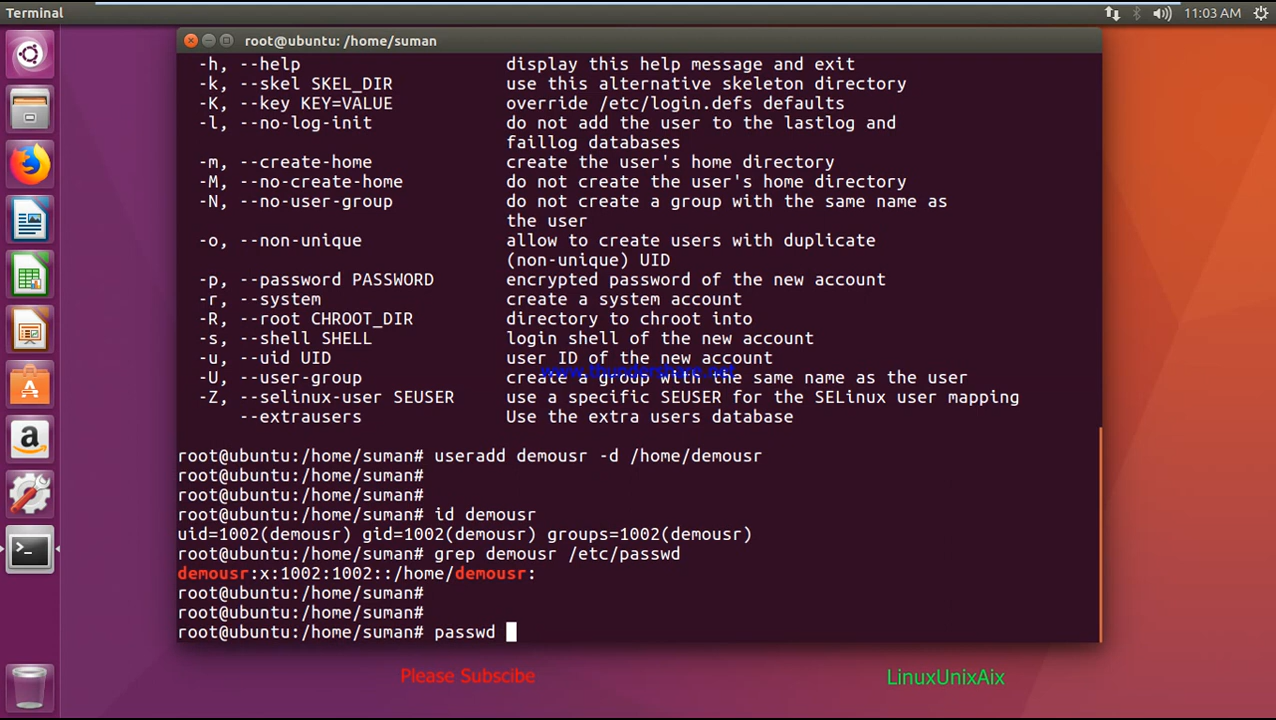 Terminal
11:03 AM
root@ubuntu: /home/suman
-h, --help display this help message and exit
-k, --skel SKEL_DIR use this alternative skeleton directory
-K, --key KEY=VALUE override /etc/login.defs defaults
-l, --no-log-init do not add the user to the lastlog and
faillog databases
-m, --create-home create the user's home directory
-M, --no-create-home do not create the user's home directory
-N, --no-user-group do not create a group with the same name as
the user
-o, --non-unique allow to create users with duplicate
(non-unique) UID
-p, --password PASSWORD encrypted password of the new account
-r, --system create a system account
-R, --root CHROOT_DIR directory to chroot into
-s, --shell SHELL login shell of the new account
-u, --uid UID user ID of the new account
www.thundershare.net
-U, --user-group create a group with the same name as the user
-Z, --selinux-user SEUSER use a specific SEUSER for the SELinux user mapping
--extrausers Use the extra users database
root@ubuntu:/home/suman# useradd demousr -d /home/demousr
root@ubuntu:/home/suman#
root@ubuntu:/home/suman#
root@ubuntu:/home/suman# id demousr
uid=1002(demousr) gid=1002(demousr) groups=1002(demousr)
root@ubuntu:/home/suman# grep demousr /etc/passwd
demousr:x:1002:1002::/home/demousr:
root@ubuntu:/home/suman#
root@ubuntu:/home/suman#
root@ubuntu:/home/suman# passwd
Please Subscibe
LinuxUnixAix